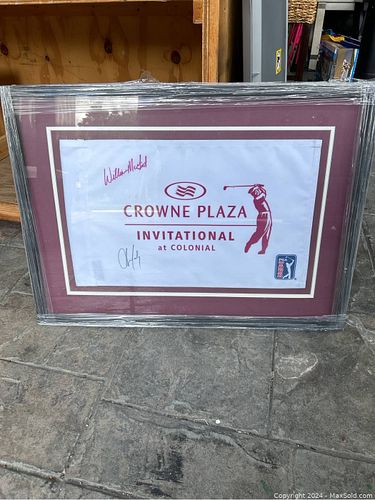 CROWNE PLAZA
INVITATIONAL
at COLONIAL
Copyright 2024 - MaxSold.com